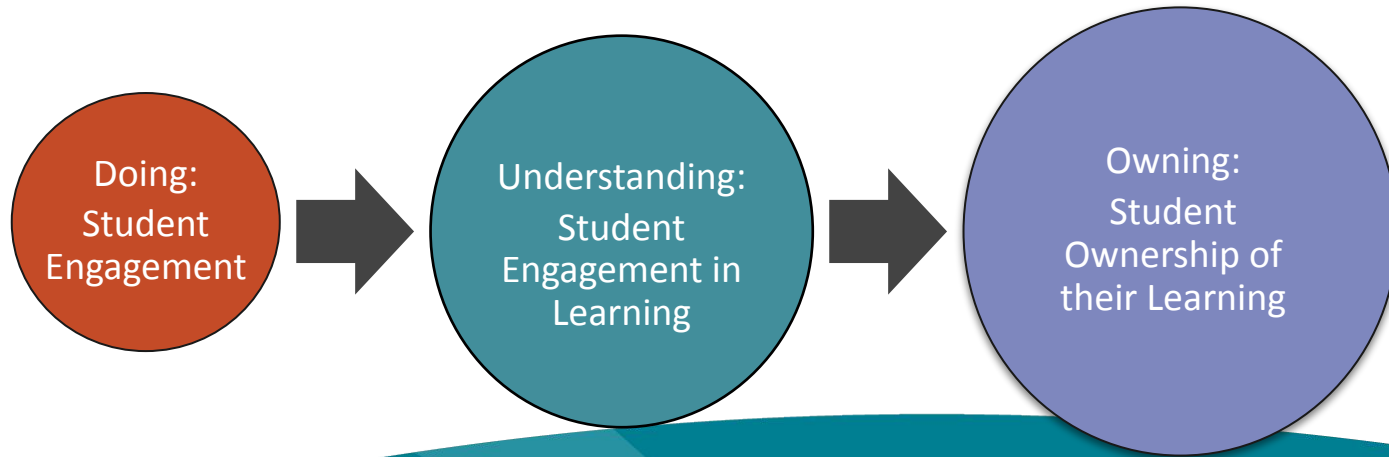 Doing:
Student
Engagement
Understanding:
Student
Engagement in
Learning
Owning:
Student
Ownership of
their Learning